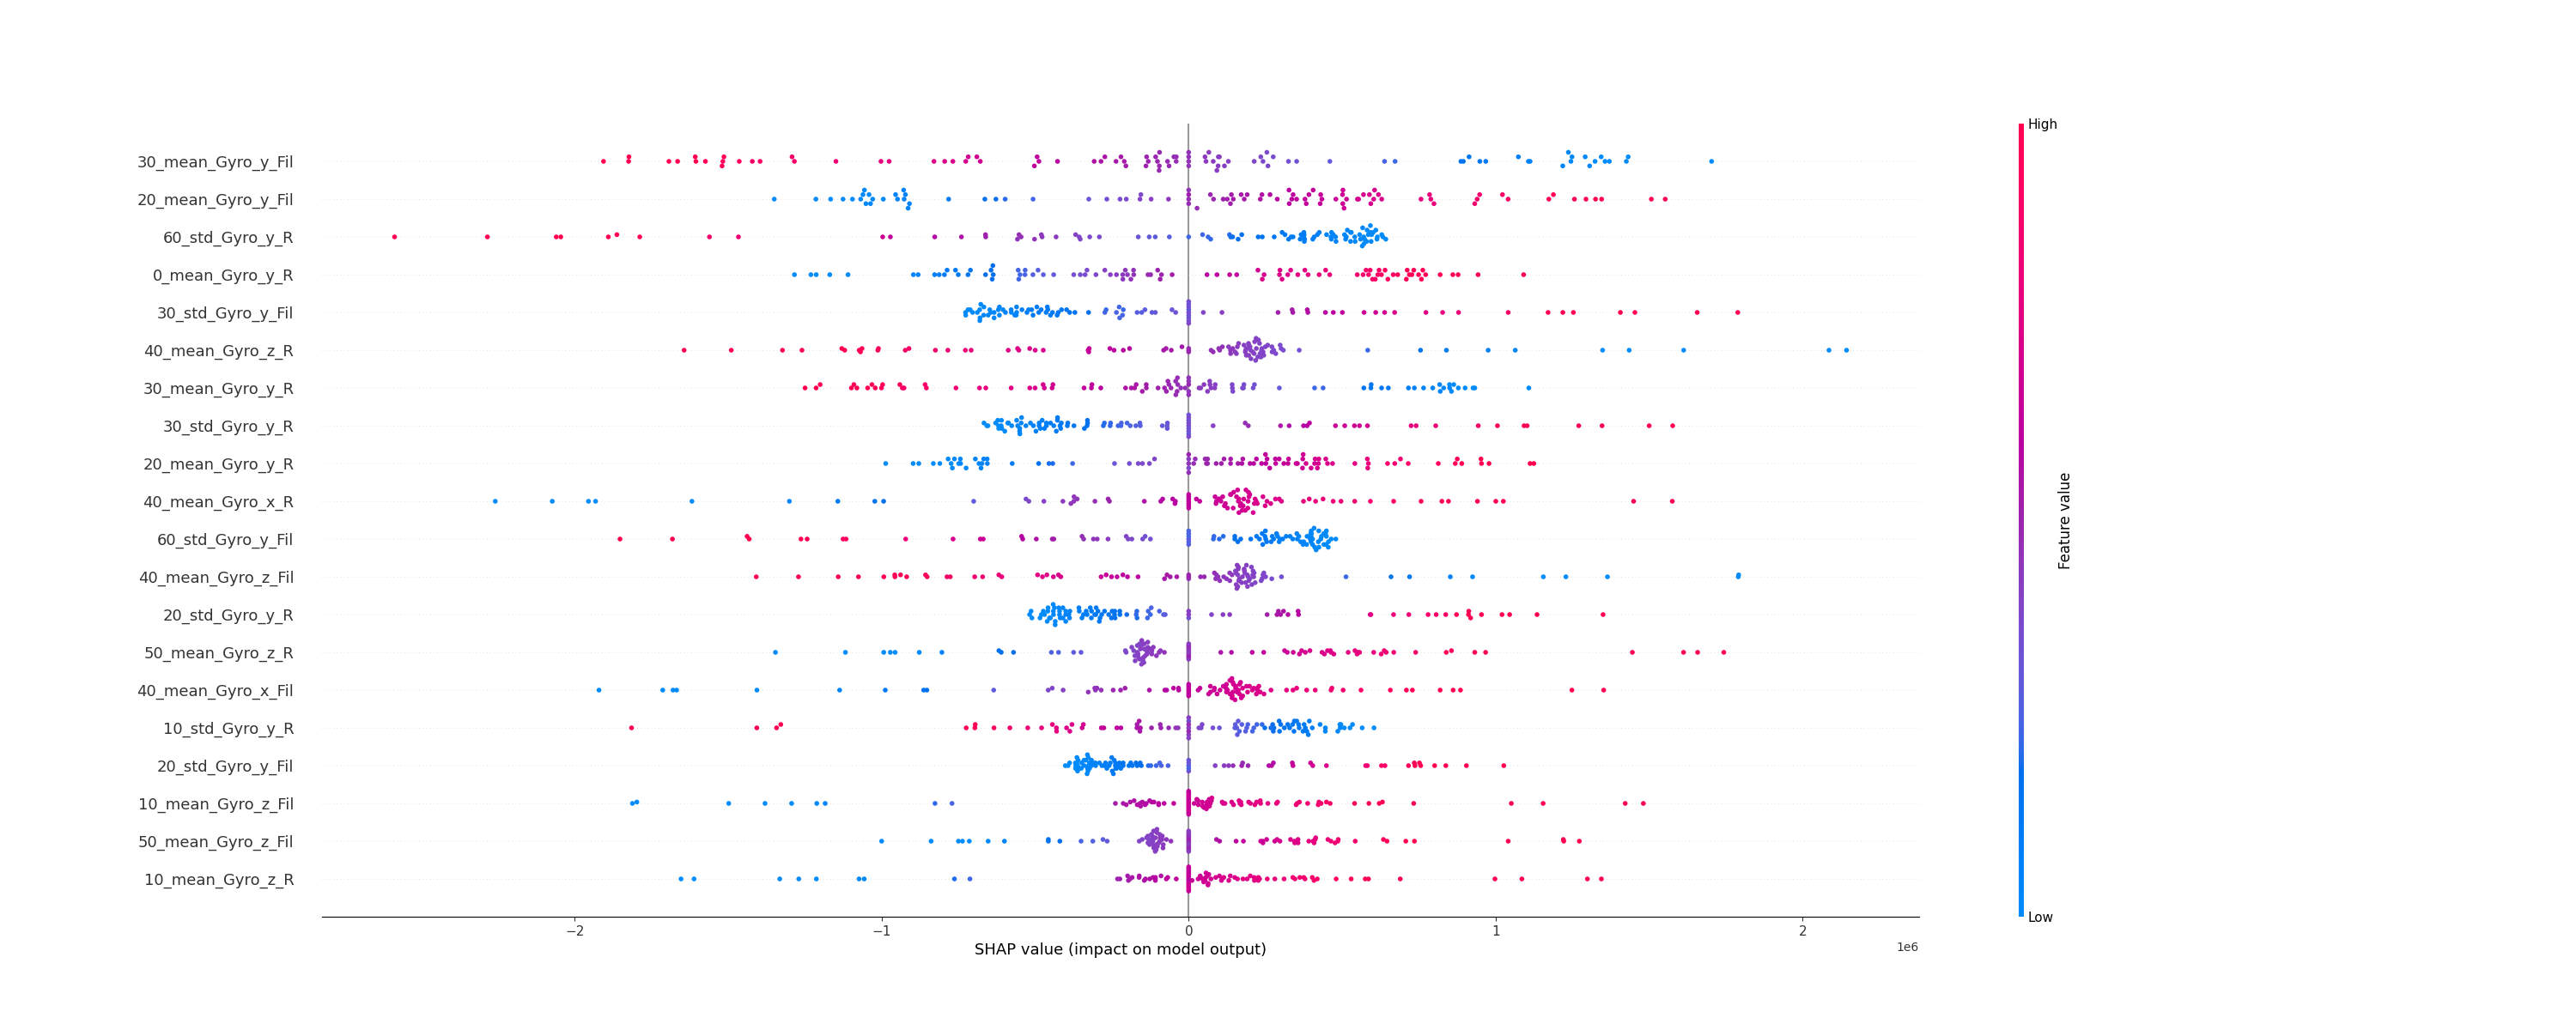 High
30_mean_Gyro_y_Fil
20_mean_Gyro_y_Fil
60_std_Gyro_y_R
0_mean_Gyro_y_R
30_std_Gyro_y_Fil
40_mean_Gyro_z_R
30_mean_Gyro_y_R
30_std_Gyro_y_R
20_mean_Gyro_y_R
40_mean_Gyro_x_R
60_std_Gyro_y_Fil
40_mean_Gyro_z_Fil
20_std_Gyro_y_R
50_mean_Gyro_z_R
40_mean_Gyro_x_Fil
10_std_Gyro_y_R
20_std_Gyro_y_Fil
10_mean_Gyro_z_Fil
50_mean_Gyro_z_Fil
10_mean_Gyro_z_R
Feature value
Low
−2 −1 0 1 2
1e6
SHAP value (impact on model output)